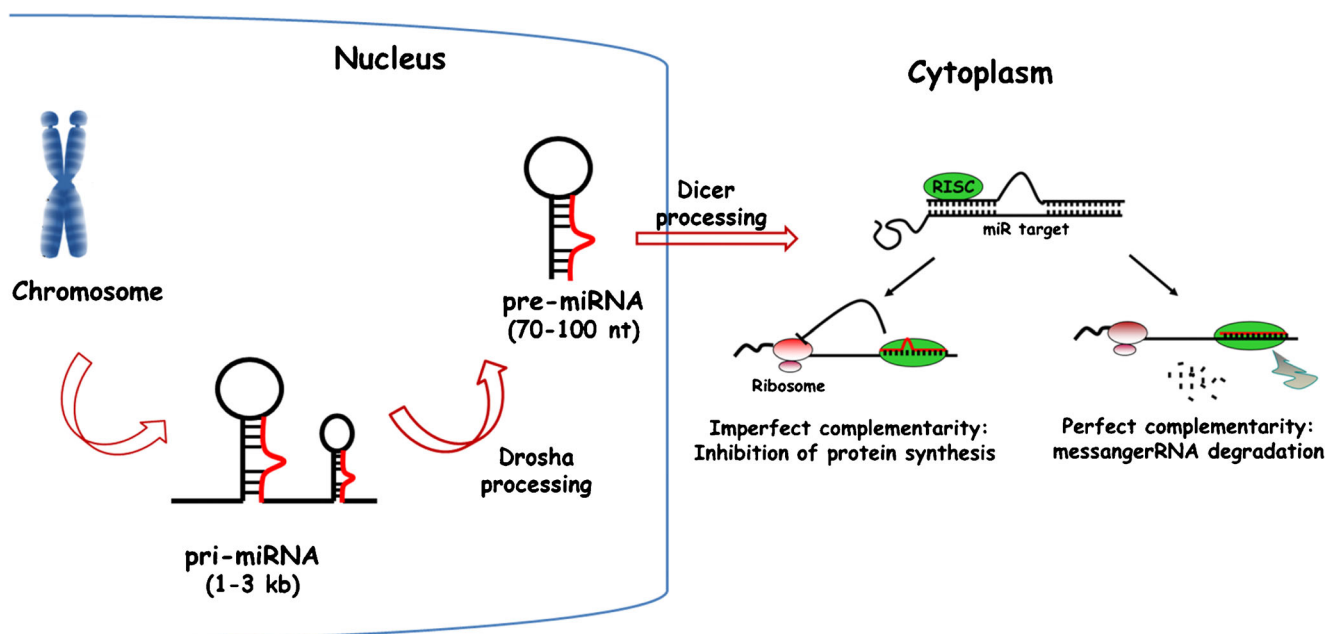 Nucleus
Cytoplasm
Chromosome
pri-miRNA
(1-3 kb)
Drosha
processing
pre-miRNA
(70-100 nt)
Dicer
processing
RISC
miR target
Ribosome
Imperfect complementarity:
Inhibition of protein synthesis
Perfect complementarity:
messangerRNA degradation